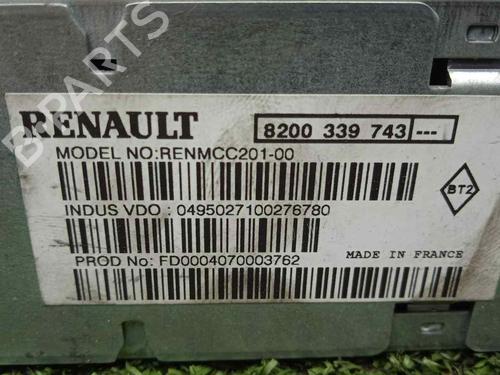 B-PARTS
RENAULT 8200 339 743 ---
MODEL NO:RENMCC201-00
INDUS VDO : 0495027100276780
BT2
PROD No: FD0004070003762 MADE IN FRANCE